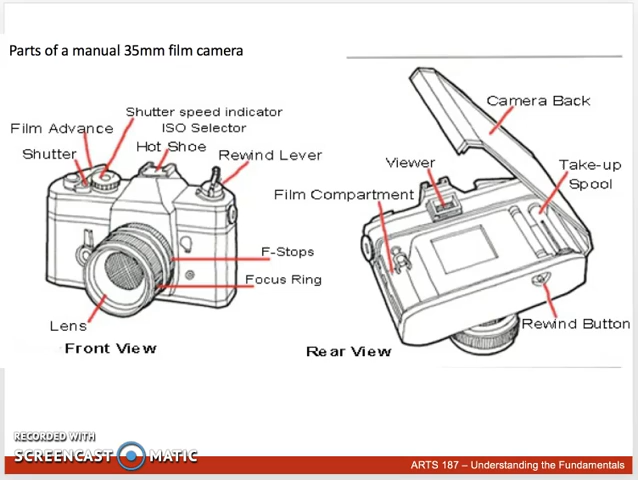 Parts of a manual 35mm film camera
Shutter speed indicator
ISO Selector
Film Advance
Hot Shoe
Shutter
Rewind Lever
F-Stops
Focus Ring
Lens
Front View
Camera Back
Viewer
Take-up
Spool
Film Compartment
Rewind Button
Rear View
RECORDED WITH
SCREENCAST MATIC
ARTS 187 – Understanding the Fundamentals